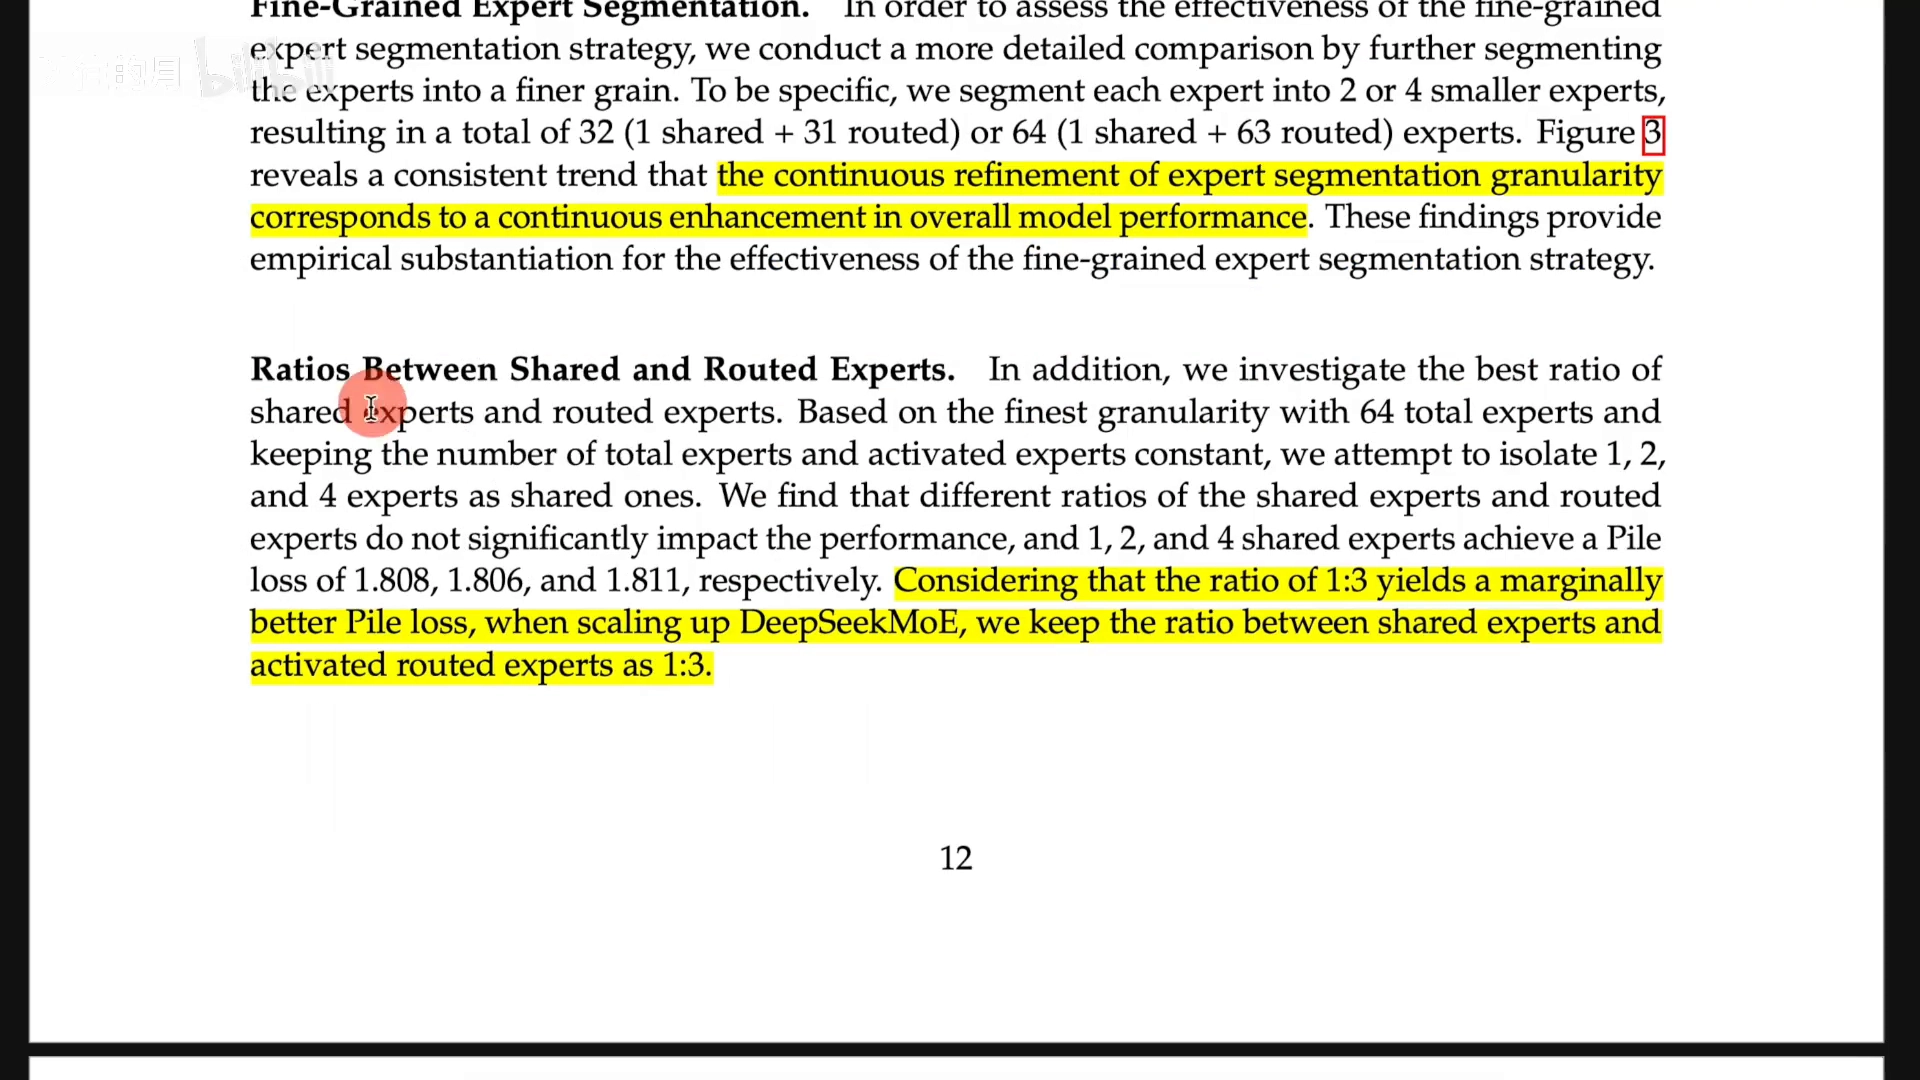 Fine-Grained Expert Segmentation. In order to assess the effectiveness of the fine-grained
bilibili
expert segmentation strategy, we conduct a more detailed comparison by further segmenting
the experts into a finer grain. To be specific, we segment each expert into 2 or 4 smaller experts,
resulting in a total of 32 (1 shared + 31 routed) or 64 (1 shared + 63 routed) experts. Figure 3
reveals a consistent trend that the continuous refinement of expert segmentation granularity
corresponds to a continuous enhancement in overall model performance. These findings provide
empirical substantiation for the effectiveness of the fine-grained expert segmentation strategy.
Ratios Between Shared and Routed Experts. In addition, we investigate the best ratio of
shared experts and routed experts. Based on the finest granularity with 64 total experts and
keeping the number of total experts and activated experts constant, we attempt to isolate 1, 2,
and 4 experts as shared ones. We find that different ratios of the shared experts and routed
experts do not significantly impact the performance, and 1, 2, and 4 shared experts achieve a Pile
loss of 1.808, 1.806, and 1.811, respectively. Considering that the ratio of 1:3 yields a marginally
better Pile loss, when scaling up DeepSeekMoE, we keep the ratio between shared experts and
activated routed experts as 1:3.
12